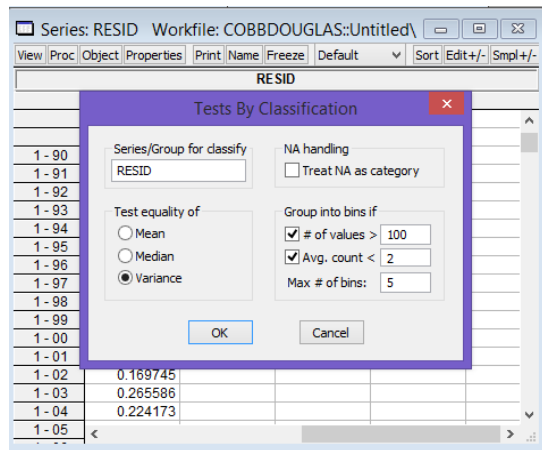 Series: RESID Workfile: COBBDOUGLAS::Untitled\
View Proc Object Properties Print Name Freeze Default Sort Edit+/- Smpl+/-
RESID
Tests By Classification
Series/Group for classify
RESID
NA handling
Treat NA as category
Test equality of
Mean
Median
Variance
Group into bins if
# of values > 100
Avg. count < 2
Max # of bins: 5
OK Cancel
1 - 90
1 - 91
1 - 92
1 - 93
1 - 94
1 - 95
1 - 96
1 - 97
1 - 98
1 - 99
1 - 00
1 - 01
1 - 02 0.169745
1 - 03 0.265586
1 - 04 0.224173
1 - 05